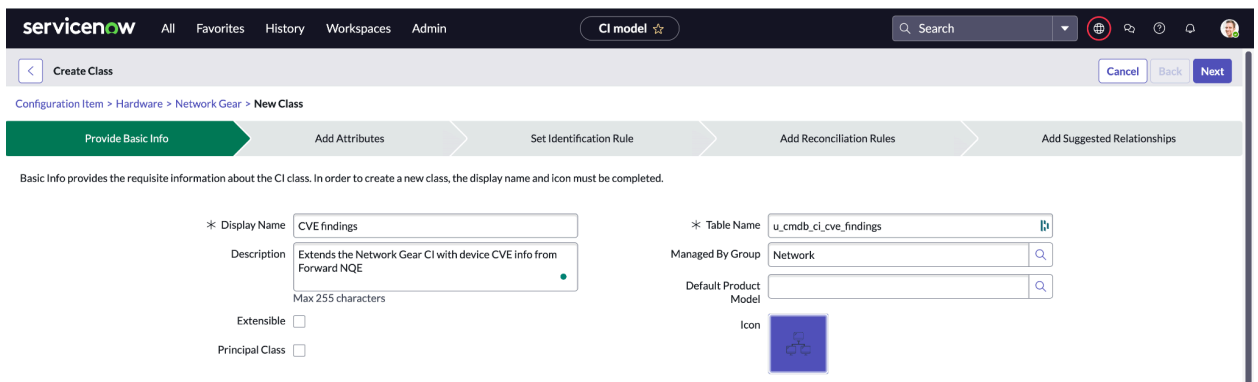 servicenow All Favorites History Workspaces Admin CI model Search
Create Class Cancel Back Next
Configuration Item > Hardware > Network Gear > New Class
Provide Basic Info Add Attributes Set Identification Rule Add Reconciliation Rules Add Suggested Relationships
Basic Info provides the requisite information about the CI class. In order to create a new class, the display name and icon must be completed.
Display Name CVE findings
Description Extends the Network Gear CI with device CVE info from
Forward NQE
Max 255 characters
Extensible
Principal Class
Table Name u_cmdb_ci_cve_findings
Managed By Group Network
Default Product
Model
Icon